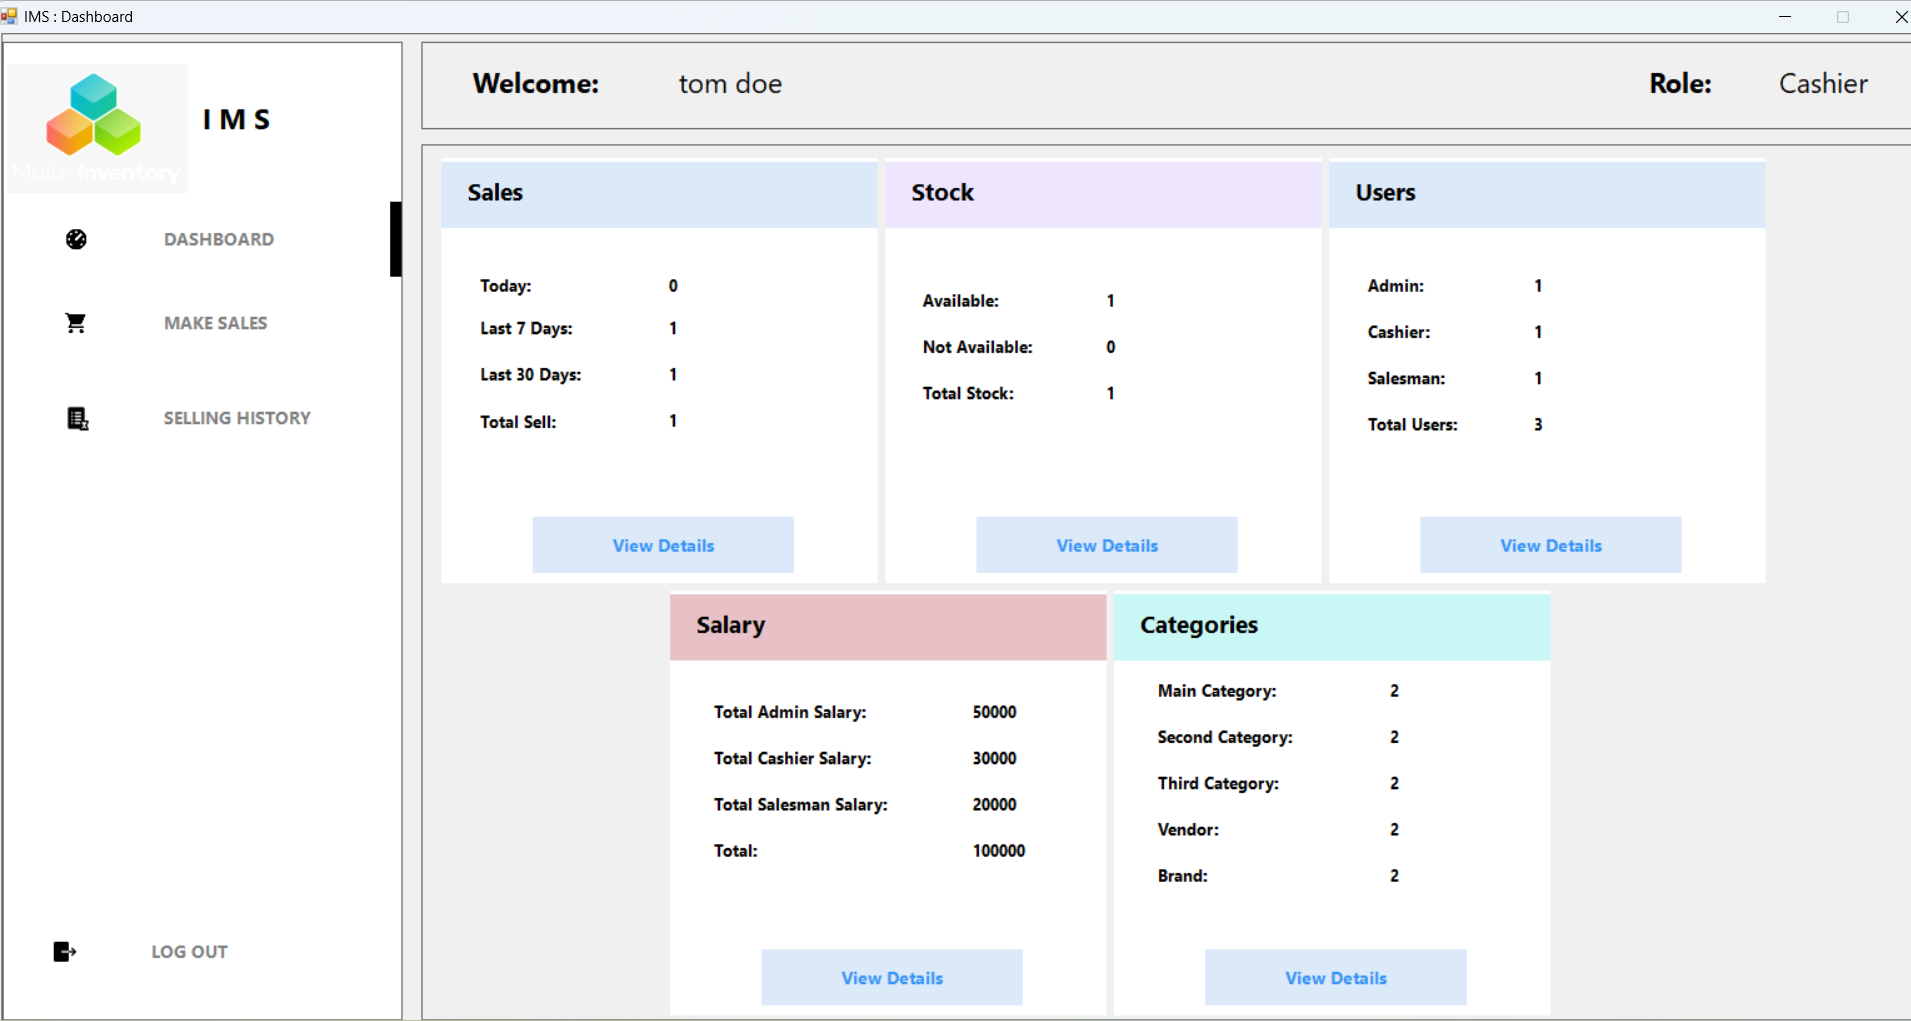 IMS : Dashboard
Multi-Inventory
I M S
DASHBOARD
MAKE SALES
SELLING HISTORY
LOG OUT
Welcome: tom doe
Role: Cashier
Sales
Today: 0
Last 7 Days: 1
Last 30 Days: 1
Total Sell: 1
View Details
Stock
Available: 1
Not Available: 0
Total Stock: 1
View Details
Users
Admin: 1
Cashier: 1
Salesman: 1
Total Users: 3
View Details
Salary
Total Admin Salary: 50000
Total Cashier Salary: 30000
Total Salesman Salary: 20000
Total: 100000
View Details
Categories
Main Category: 2
Second Category: 2
Third Category: 2
Vendor: 2
Brand: 2
View Details